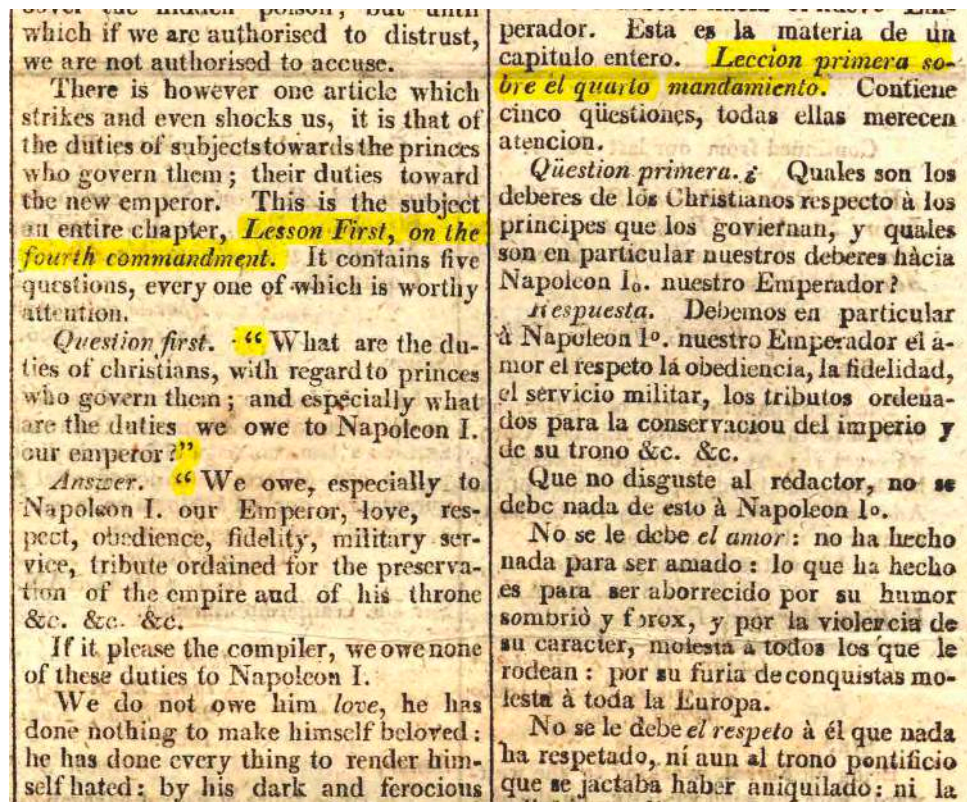 which if we are authorised to distrust,
we are not authorised to accuse.
There is however one article which
strikes and even shocks us, it is that of
the duties of subjects towards the princes
who govern them; their duties toward
the new emperor. This is the subject
an entire chapter, Lesson First, on the
fourth commandment. It contains five
questions, every one of which is worthy
attention.
Question first. “What are the du-
ties of christians, with regard to princes
who govern them; and especially what
are the duties we owe to Napoleon I.
our emperor?”
Answer. “We owe, especially to
Napoleon I. our Emperor, love, res-
pect, obedience, fidelity, military ser-
vice, tribute ordained for the preserva-
tion of the empire and of his throne
&c. &c. &c.
If it please the compiler, we owe none
of these duties to Napoleon I.
We do not owe him love, he has
done nothing to make himself beloved:
he has done every thing to render him-
self hated: by his dark and ferocious
perador. Esta es la materia de un
capitulo entero. Leccion primera so-
bre el quarto mandamiento. Contiene
cinco qüestiones, todas ellas merecen
atencion.
Qüestion primera. ¿ Quales son los
deberes de los Christianos respecto à los
principes que los goviernan, y quales
son en particular nuestros deberes hàcia
Napoleon Io. nuestro Emperador?
Respuesta. Debemos en particular
à Napoleon 1º. nuestro Emperador el a-
mor el respeto la obediencia, la fidelidad,
el servicio militar, los tributos ordena-
dos para la conservaciou del imperio y
de su trono &c. &c.
Que no disguste al redactor, no se
debe nada de esto à Napoleon 1o.
No se le debe el amor: no ha hecho
nada para ser amado: lo que ha hecho
es para ser aborrecido por su humor
sombriò y forox, y por la violencia de
su caracter, molesta a todos los que le
rodean: por su furia de conquistas mo-
lesta à toda la Europa.
No se le debe el respeto à él que nada
ha respetado, ni aun al trono pontificio
que se jactaba haber aniquilado: ni la